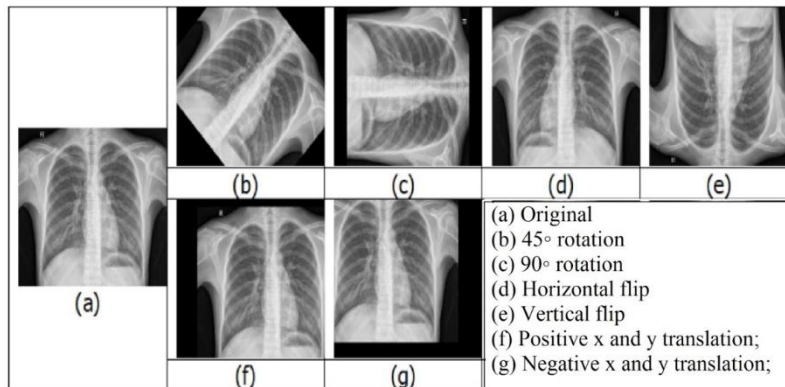 (b)
(c)
(d)
(e)
(a)
(f)
(g)
(a) Original
(b) 45◦ rotation
(c) 90◦ rotation
(d) Horizontal flip
(e) Vertical flip
(f) Positive x and y translation;
(g) Negative x and y translation;